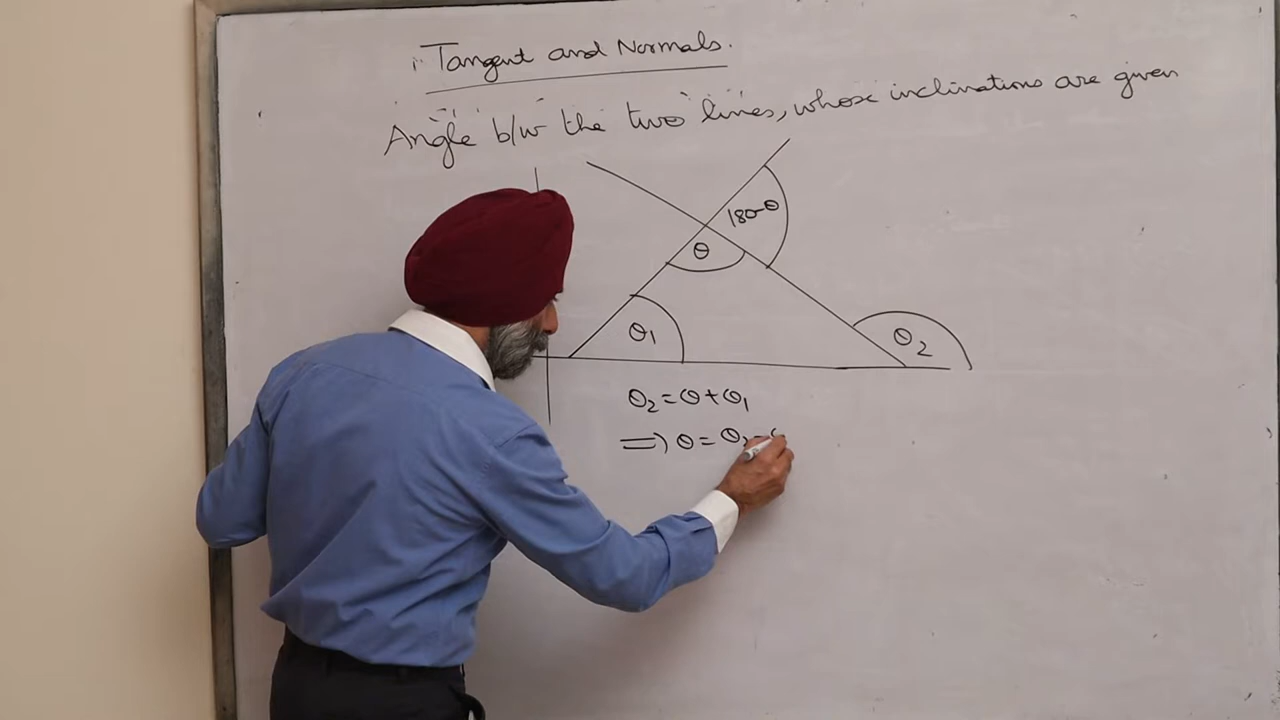 Tangent and Normals.
Angle b/w the two lines, whose inclinations are given
180-θ
θ
θ1
θ2
θ2 = θ + θ1
⇒ θ = θ2 -